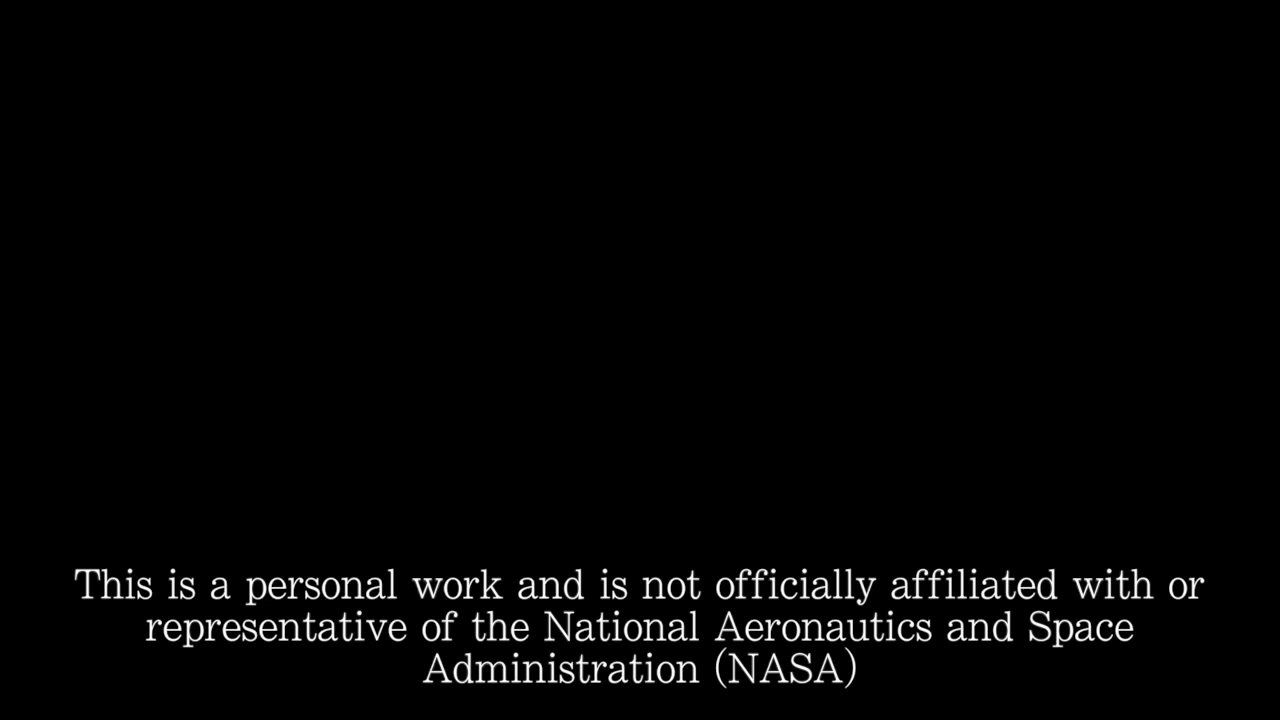 This is a personal work and is not officially affiliated with or
representative of the National Aeronautics and Space
Administration (NASA)